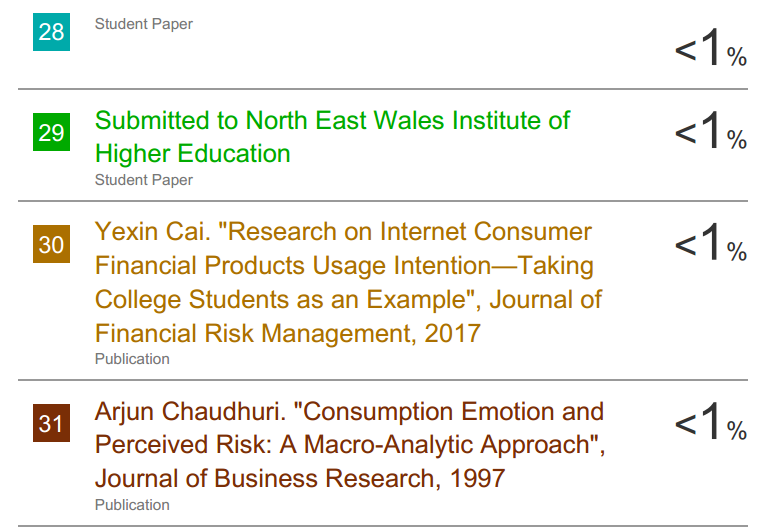 28
Student Paper
<1%
29
Submitted to North East Wales Institute of
Higher Education
Student Paper
<1%
30
Yexin Cai. "Research on Internet Consumer
Financial Products Usage Intention—Taking
College Students as an Example", Journal of
Financial Risk Management, 2017
Publication
<1%
31
Arjun Chaudhuri. "Consumption Emotion and
Perceived Risk: A Macro-Analytic Approach",
Journal of Business Research, 1997
Publication
<1%